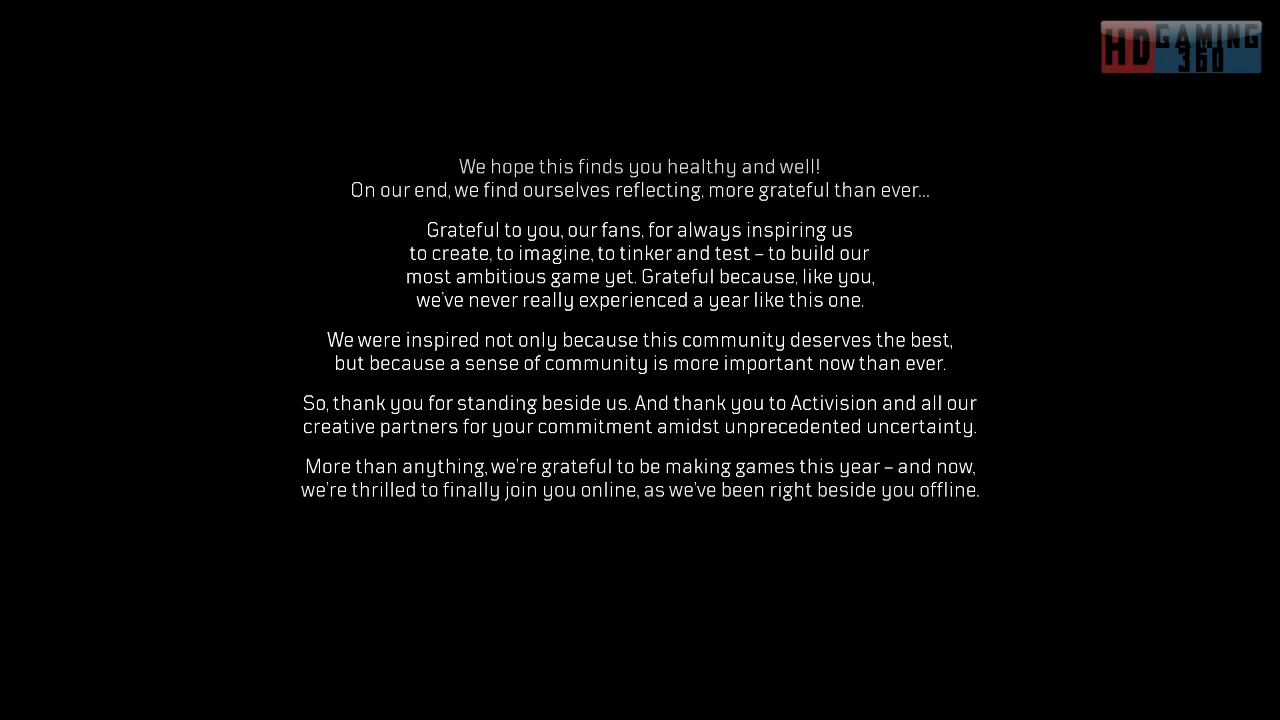 HD GAMING 360
We hope this finds you healthy and well!
On our end, we find ourselves reflecting, more grateful than ever...
Grateful to you, our fans, for always inspiring us
to create, to imagine, to tinker and test – to build our
most ambitious game yet. Grateful because, like you,
we've never really experienced a year like this one.
We were inspired not only because this community deserves the best,
but because a sense of community is more important now than ever.
So, thank you for standing beside us. And thank you to Activision and all our
creative partners for your commitment amidst unprecedented uncertainty.
More than anything, we're grateful to be making games this year – and now,
we're thrilled to finally join you online, as we've been right beside you offline.